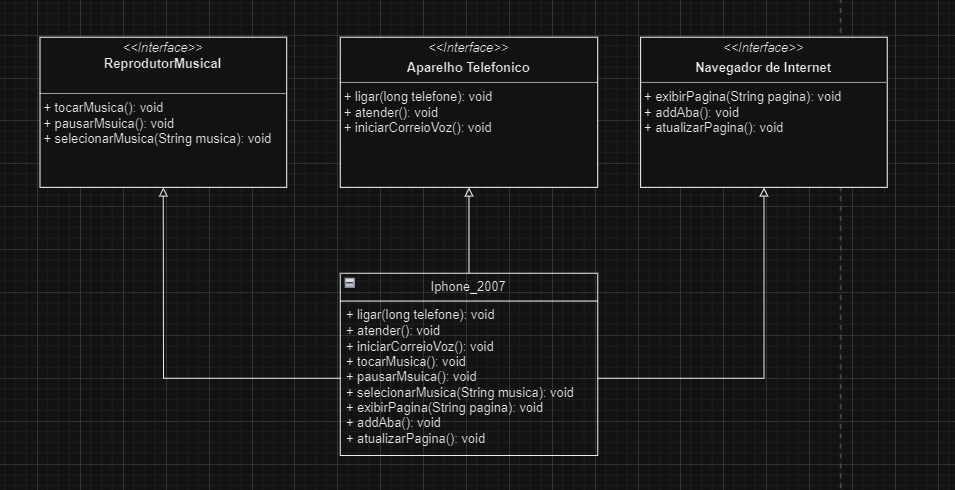 <<Interface>>
ReprodutorMusical
+ tocarMusica(): void
+ pausarMsuica(): void
+ selecionarMusica(String musica): void
<<Interface>>
Aparelho Telefonico
+ ligar(long telefone): void
+ atender(): void
+ iniciarCorreioVoz(): void
<<Interface>>
Navegador de Internet
+ exibirPagina(String pagina): void
+ addAba(): void
+ atualizarPagina(): void
Iphone_2007
+ ligar(long telefone): void
+ atender(): void
+ iniciarCorreioVoz(): void
+ tocarMusica(): void
+ pausarMsuica(): void
+ selecionarMusica(String musica): void
+ exibirPagina(String pagina): void
+ addAba(): void
+ atualizarPagina(): void